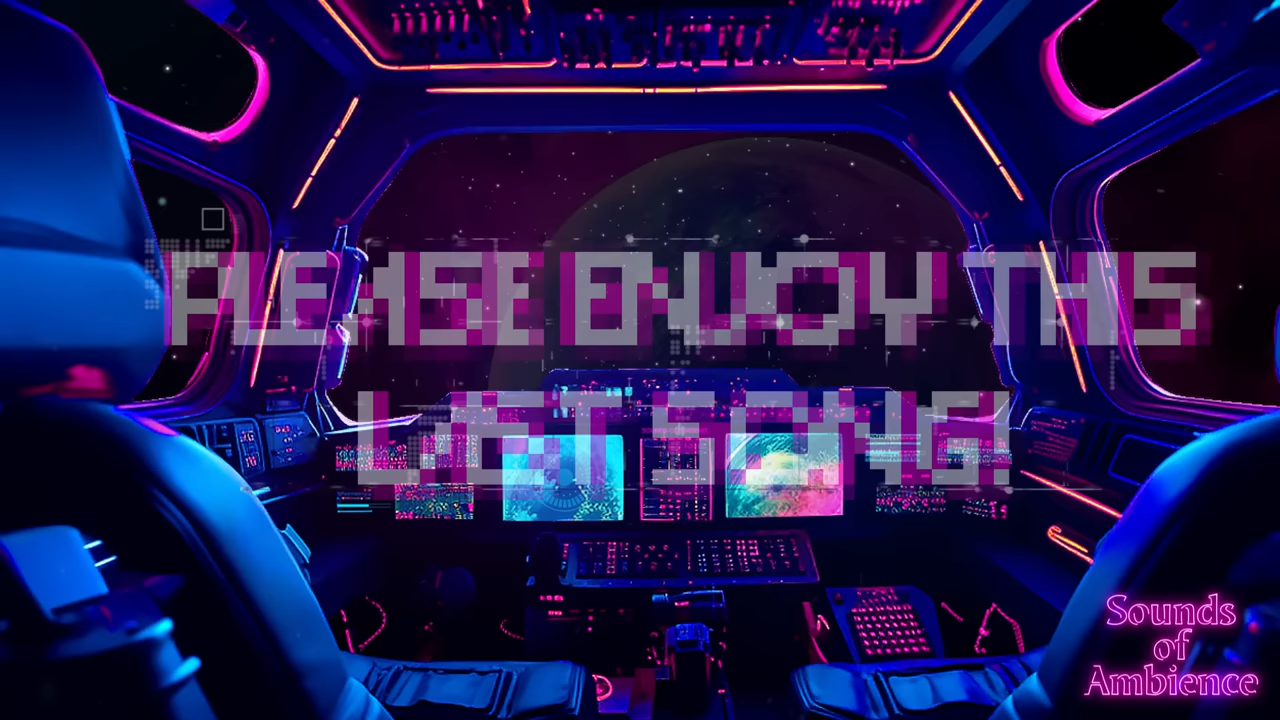 PLEASE ENJOY THIS
LAST SONG!
Sounds
of
Ambience